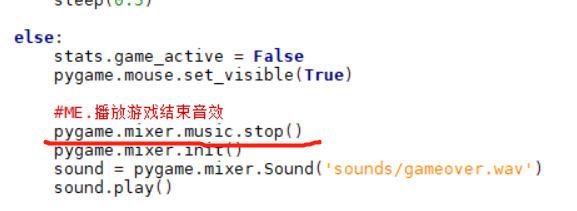 sleep(0.5)
else:
stats.game_active = False
pygame.mouse.set_visible(True)
#ME.播放游戏结束音效
pygame.mixer.music.stop()
pygame.mixer.init()
sound = pygame.mixer.Sound('sounds/gameover.wav')
sound.play()